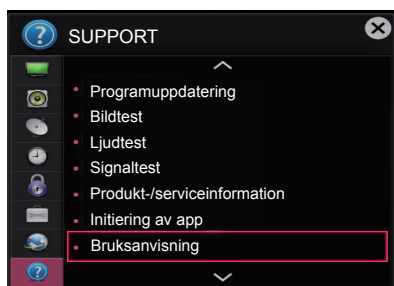 SUPPORT
Programuppdatering
Bildtest
Ljudtest
Signaltest
Produkt-/serviceinformation
Initiering av app
Bruksanvisning